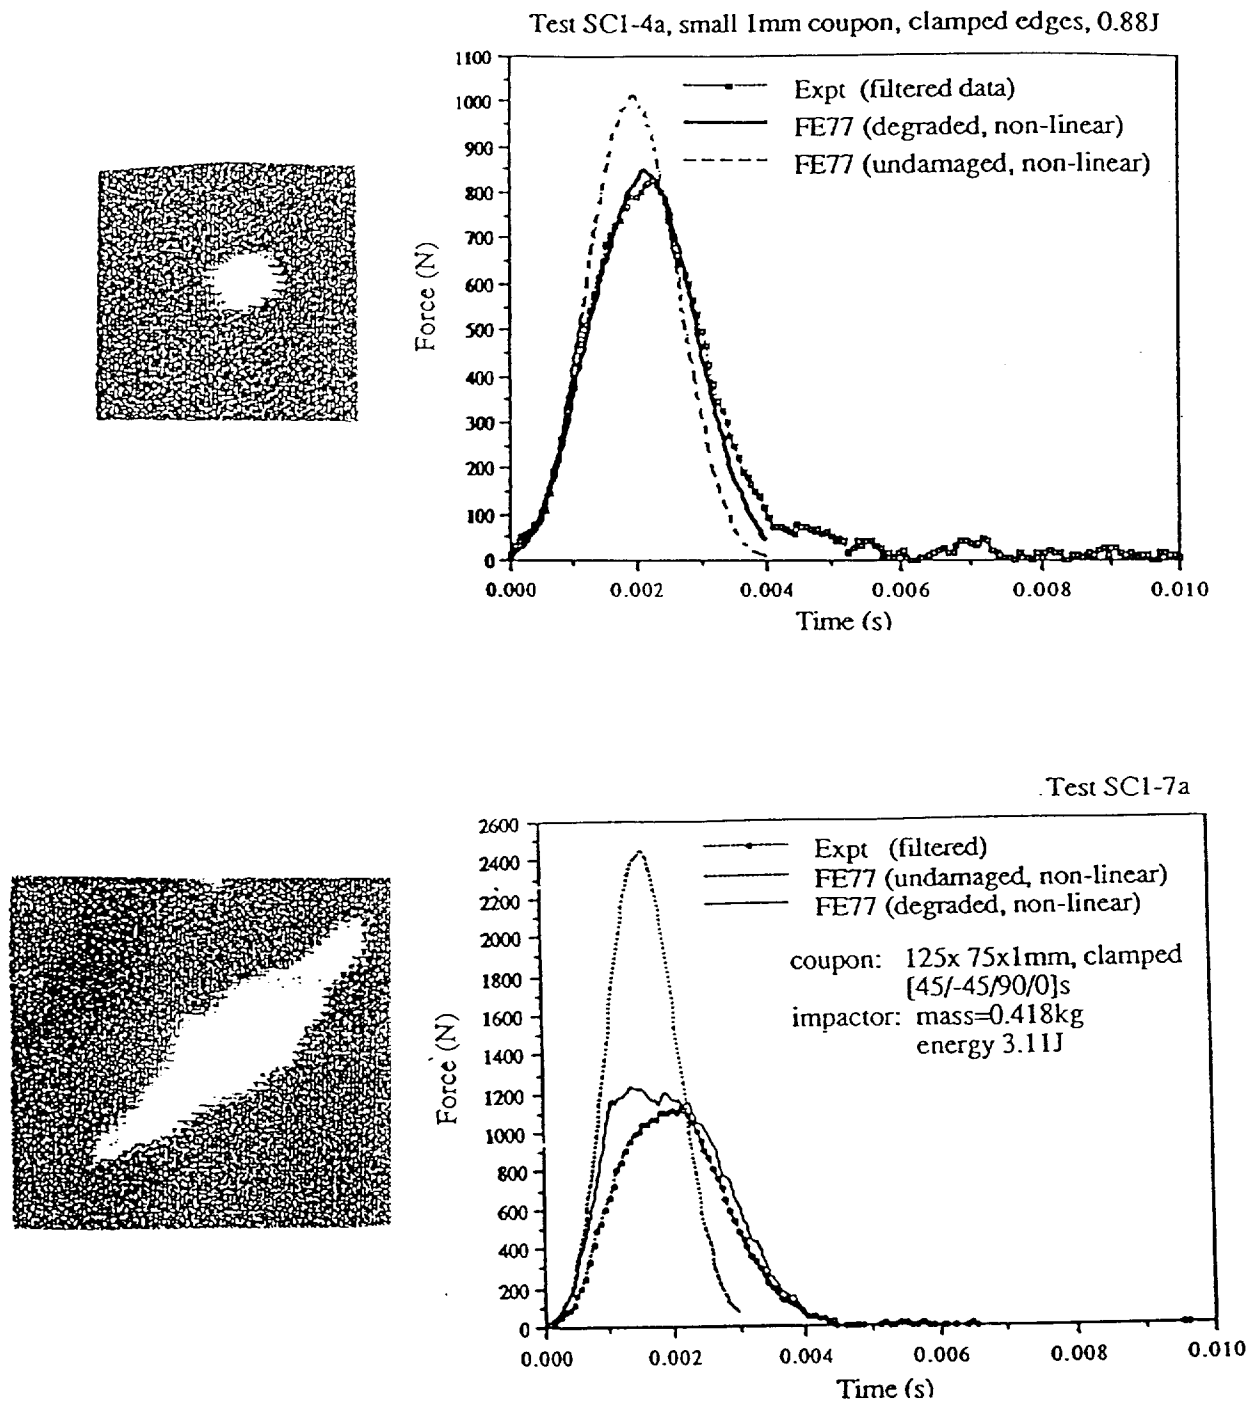 Test SC1-4a, small 1mm coupon, clamped edges, 0.88J
1100
1000
900
800
700
600
500
400
300
200
100
0
Force (N)
Expt (filtered data)
FE77 (degraded, non-linear)
FE77 (undamaged, non-linear)
0.000 0.002 0.004 0.006 0.008 0.010
Time (s)
Test SC1-7a
2600
2400
2200
2000
1800
1600
1400
1200
1000
800
600
400
200
0
Force (N)
Expt (filtered)
FE77 (undamaged, non-linear)
FE77 (degraded, non-linear)
coupon: 125x 75x1mm, clamped
[45/-45/90/0]s
impactor: mass=0.418kg
energy 3.11J
0.000 0.002 0.004 0.006 0.008 0.010
Time (s)